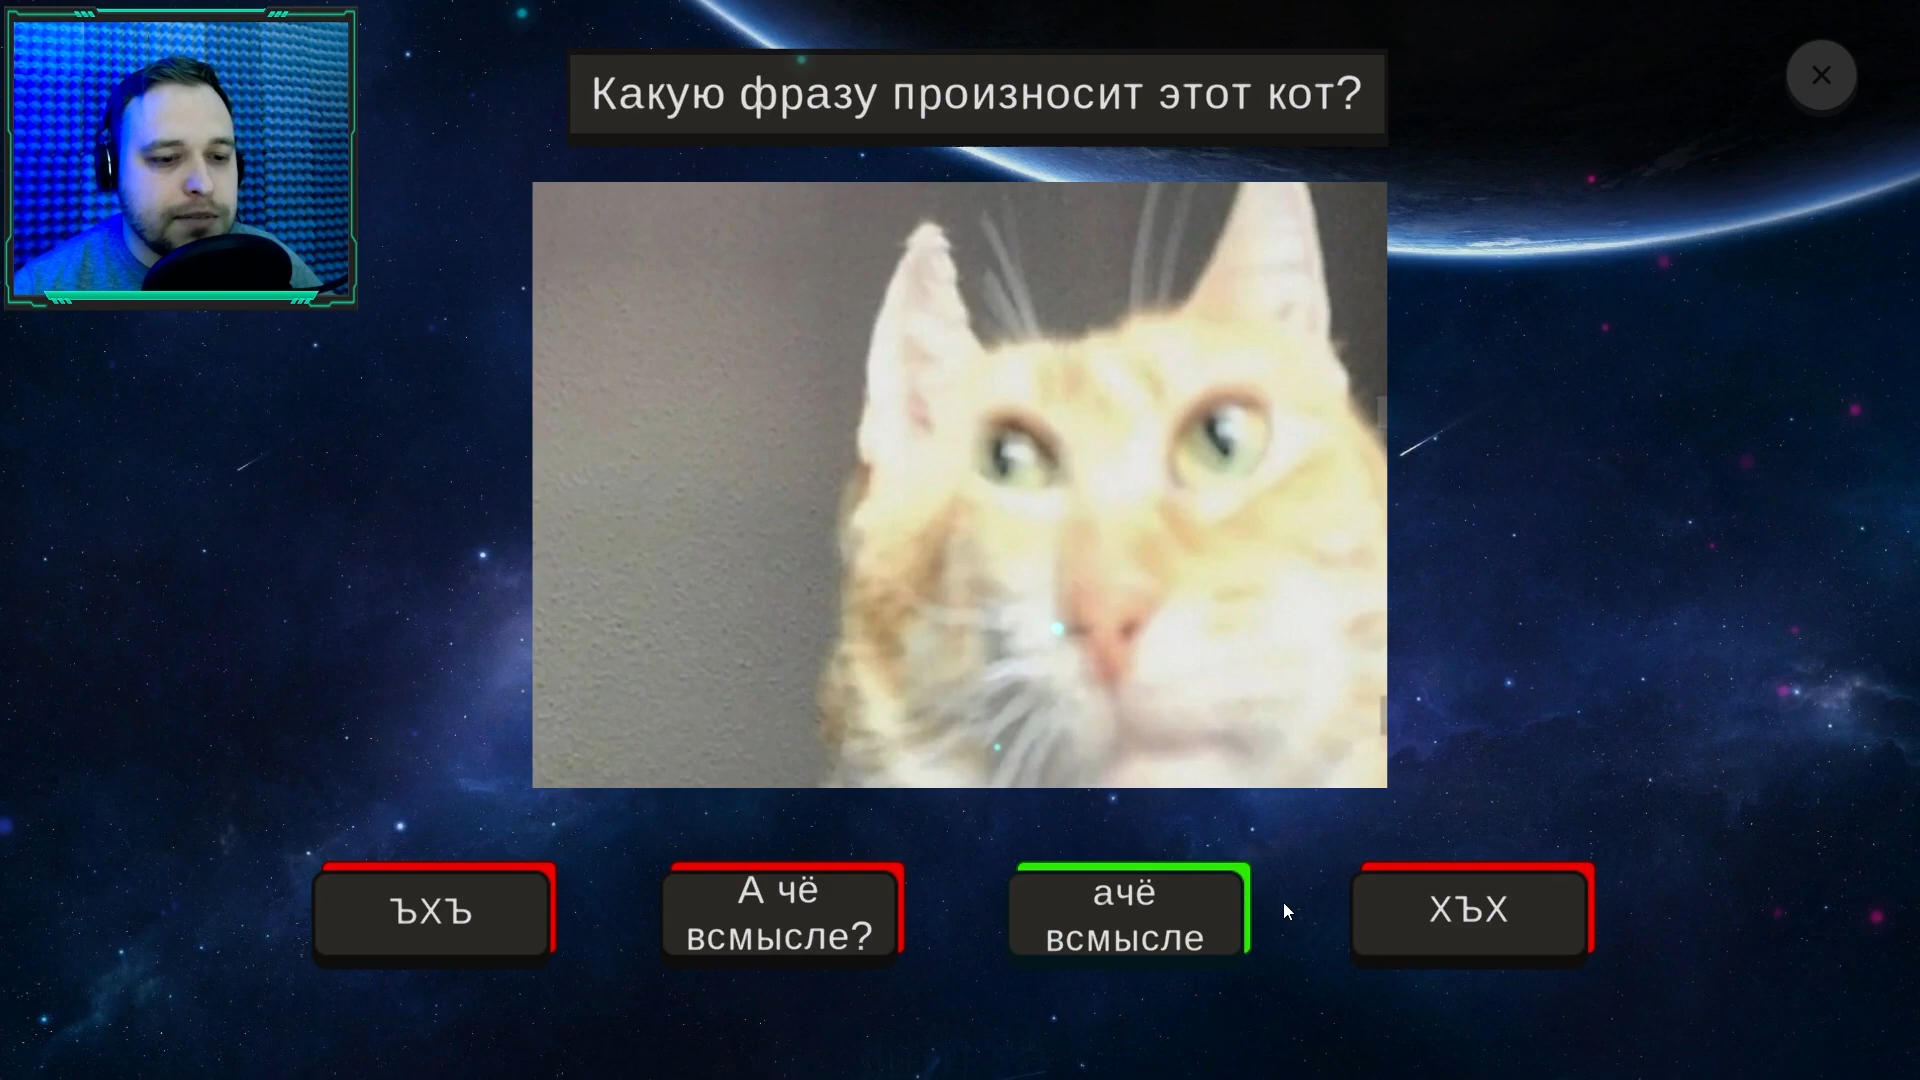 Какую фразу произносит этот кот?
ЪХЪ
А чё
всмысле?
ачё
всмысле
ХЪХ